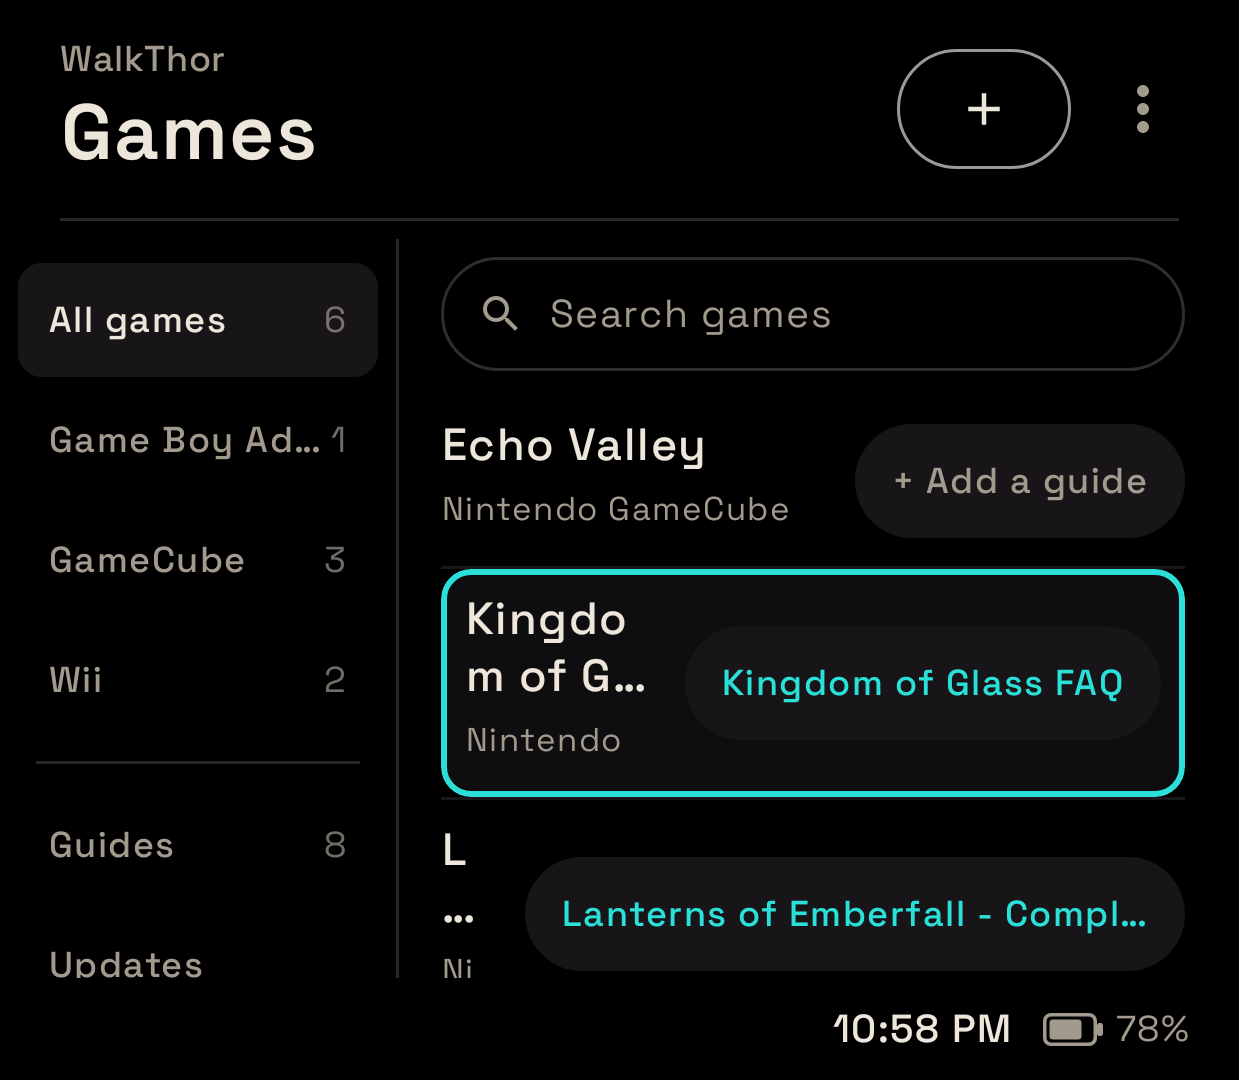 WalkThor
Games
+
All games 6
Game Boy Ad... 1
GameCube 3
Wii 2
Guides 8
Updates
Search games
Echo Valley
Nintendo GameCube
+ Add a guide
Kingdo
m of G...
Nintendo
Kingdom of Glass FAQ
L
...
Ni
Lanterns of Emberfall - Compl...
10:58 PM 78%